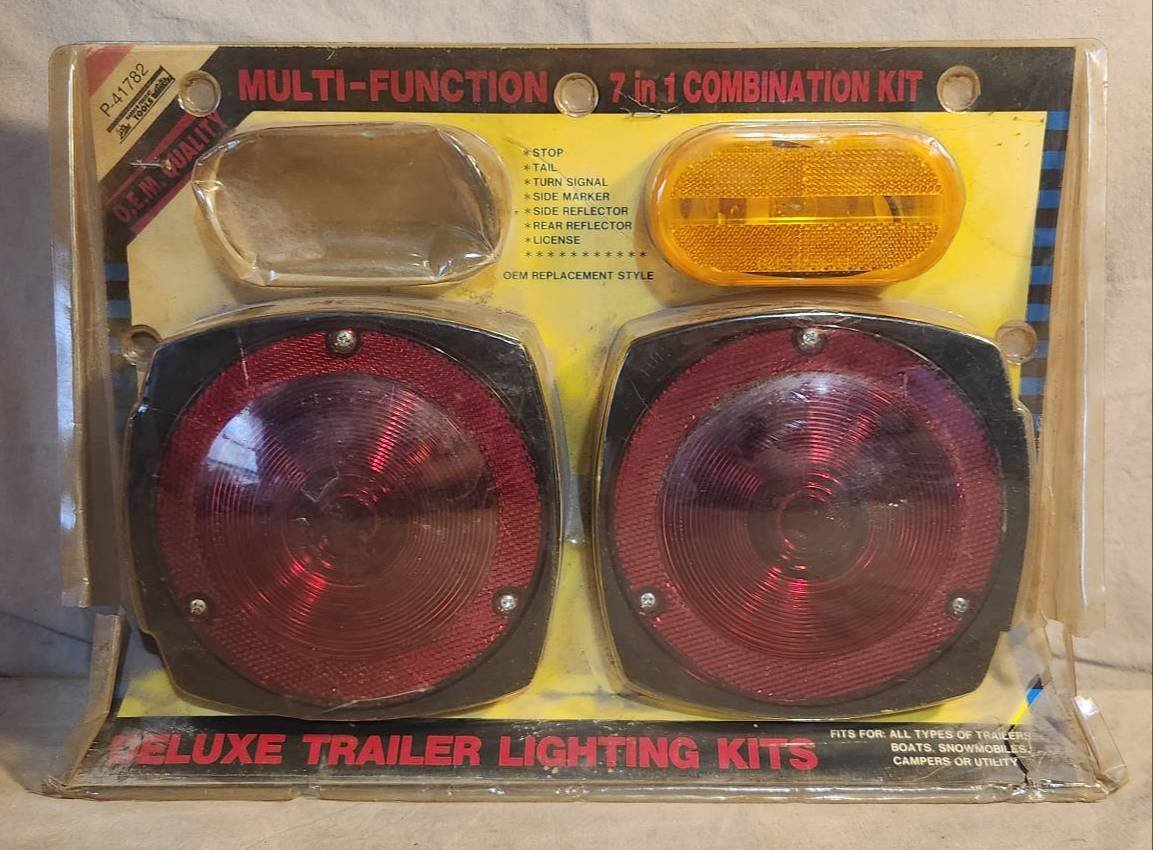 P-41782
TOOLS
O.E.M. QUALITY
MULTI-FUNCTION 7 in 1 COMBINATION KIT
*STOP
*TAIL
*TURN SIGNAL
*SIDE MARKER
*SIDE REFLECTOR
*REAR REFLECTOR
*LICENSE
***********
OEM REPLACEMENT STYLE
DELUXE TRAILER LIGHTING KITS
FITS FOR: ALL TYPES OF TRAILERS
BOATS, SNOWMOBILES,
CAMPERS OR UTILITY